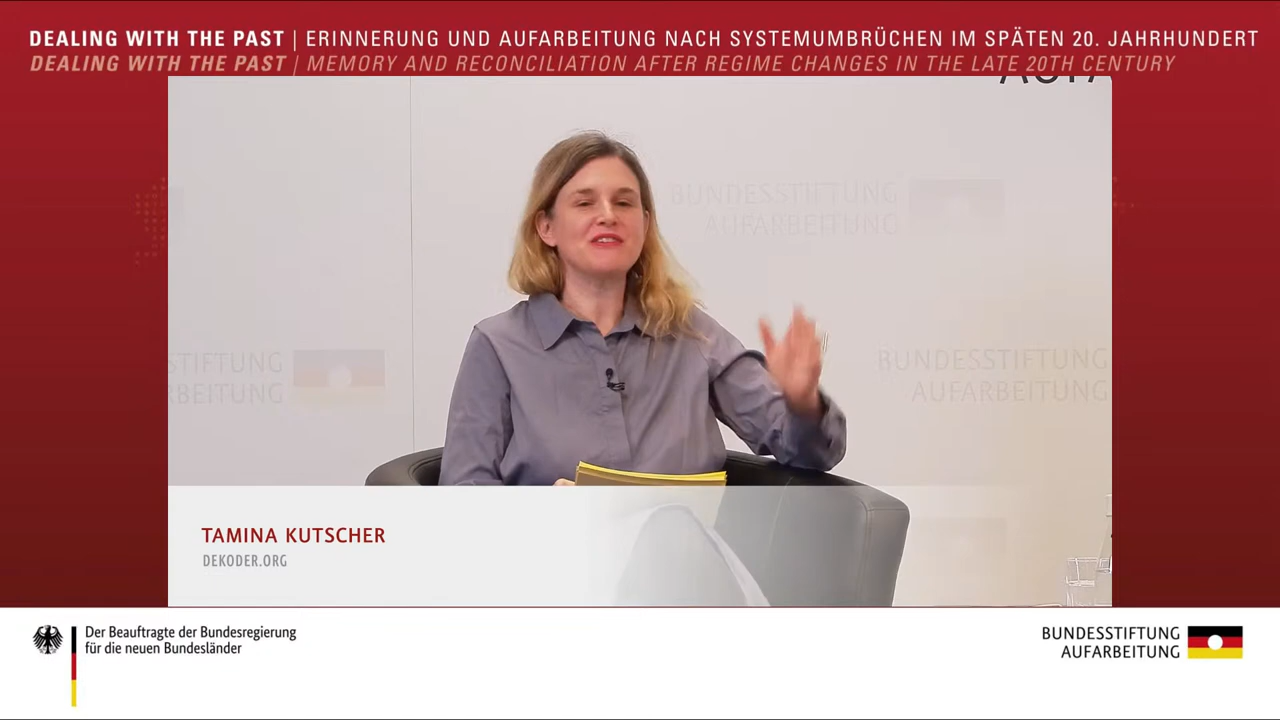 DEALING WITH THE PAST | ERINNERUNG UND AUFARBEITUNG NACH SYSTEMUMBRÜCHEN IM SPÄTEN 20. JAHRHUNDERT
DEALING WITH THE PAST | MEMORY AND RECONCILIATION AFTER REGIME CHANGES IN THE LATE 20TH CENTURY
BUNDESSTIFTUNG
AUFARBEITUNG
STIFTUNG
RBEITUNG
BUNDESSTIFTUNG
AUFARBEITUNG
TAMINA KUTSCHER
DEKODER.ORG
Der Beauftragte der Bundesregierung
für die neuen Bundesländer
BUNDESSTIFTUNG
AUFARBEITUNG